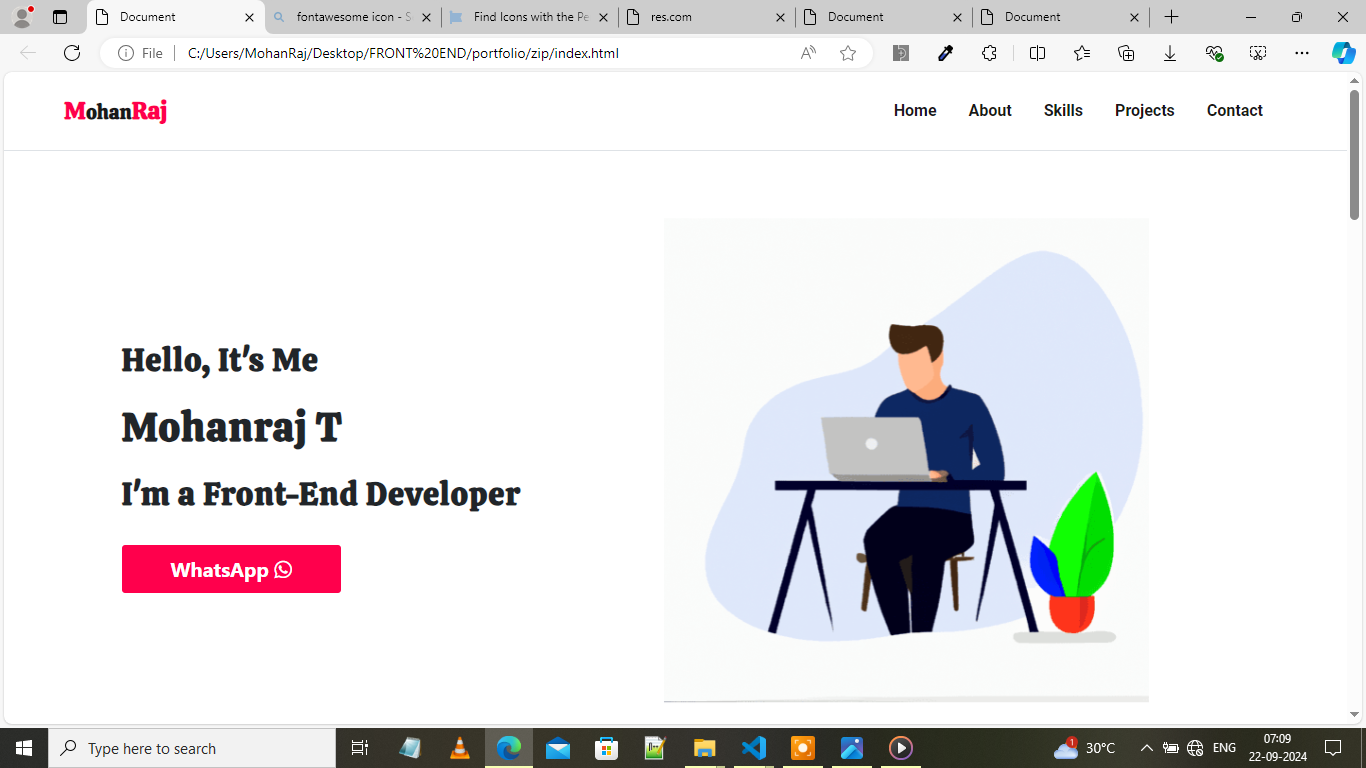 Document
fontawesome icon - S
Find Icons with the Pe
res.com
Document
Document
File
C:/Users/MohanRaj/Desktop/FRONT%20END/portfolio/zip/index.html
MohanRaj
Home About Skills Projects Contact
Hello, It's Me
Mohanraj T
I'm a Front-End Developer
WhatsApp
Type here to search
1
30°C
ENG
07:09
22-09-2024